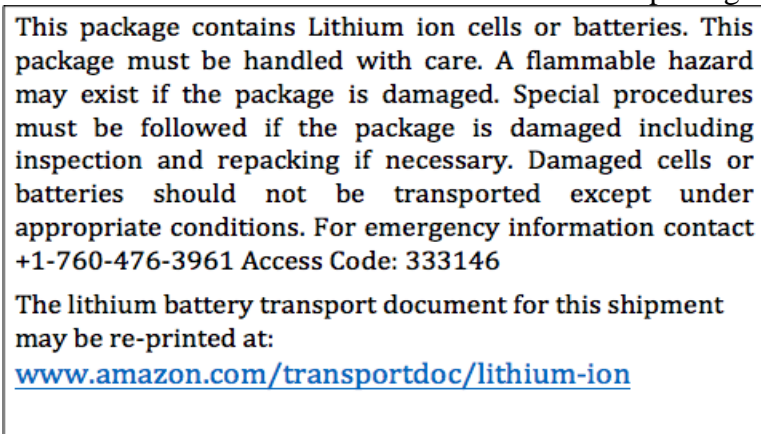 This package contains Lithium ion cells or batteries. This
package must be handled with care. A flammable hazard
may exist if the package is damaged. Special procedures
must be followed if the package is damaged including
inspection and repacking if necessary. Damaged cells or
batteries should not be transported except under
appropriate conditions. For emergency information contact
+1-760-476-3961 Access Code: 333146
The lithium battery transport document for this shipment
may be re-printed at:
www.amazon.com/transportdoc/lithium-ion